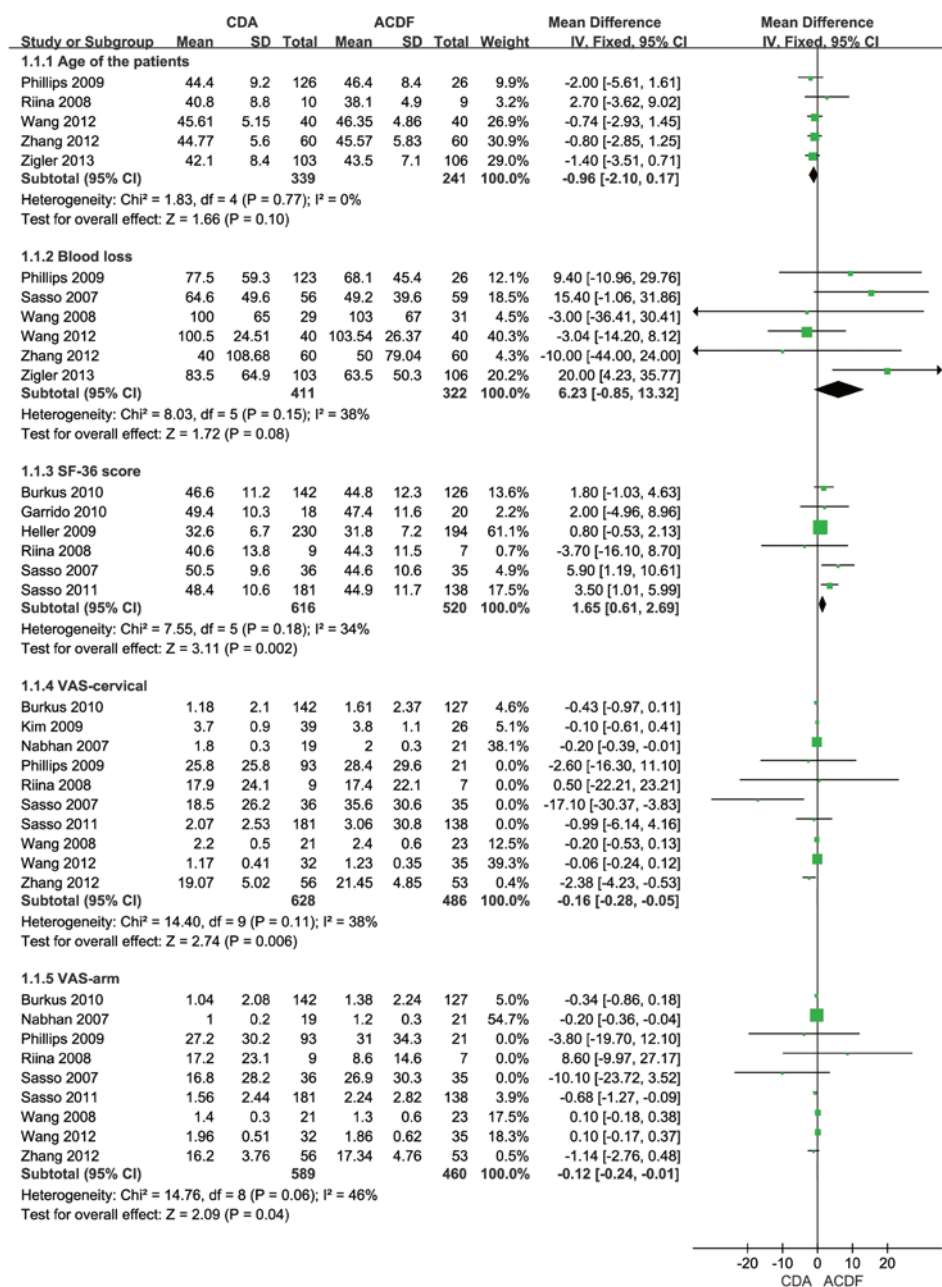 CDA ACDF Mean Difference Mean Difference
Study or Subgroup Mean SD Total Mean SD Total Weight IV, Fixed, 95% CI IV, Fixed, 95% CI
1.1.1 Age of the patients
Phillips 2009 44.4 9.2 126 46.4 8.4 26 9.9% -2.00 [-5.61, 1.61]
Riina 2008 40.8 8.8 10 38.1 4.9 9 3.2% 2.70 [-3.62, 9.02]
Wang 2012 45.61 5.15 40 46.35 4.86 40 26.9% -0.74 [-2.93, 1.45]
Zhang 2012 44.77 5.6 60 45.57 5.83 60 30.9% -0.80 [-2.85, 1.25]
Zigler 2013 42.1 8.4 103 43.5 7.1 106 29.0% -1.40 [-3.51, 0.71]
Subtotal (95% CI) 339 241 100.0% -0.96 [-2.10, 0.17]
Heterogeneity: Chi² = 1.83, df = 4 (P = 0.77); I² = 0%
Test for overall effect: Z = 1.66 (P = 0.10)
1.1.2 Blood loss
Phillips 2009 77.5 59.3 123 68.1 45.4 26 12.1% 9.40 [-10.96, 29.76]
Sasso 2007 64.6 49.6 56 49.2 39.6 59 18.5% 15.40 [-1.06, 31.86]
Wang 2008 100 65 29 103 67 31 4.5% -3.00 [-36.41, 30.41]
Wang 2012 100.5 24.51 40 103.54 26.37 40 40.3% -3.04 [-14.20, 8.12]
Zhang 2012 40 108.68 60 50 79.04 60 4.3% -10.00 [-44.00, 24.00]
Zigler 2013 83.5 64.9 103 63.5 50.3 106 20.2% 20.00 [4.23, 35.77]
Subtotal (95% CI) 411 322 100.0% 6.23 [-0.85, 13.32]
Heterogeneity: Chi² = 8.03, df = 5 (P = 0.15); I² = 38%
Test for overall effect: Z = 1.72 (P = 0.08)
1.1.3 SF-36 score
Burkus 2010 46.6 11.2 142 44.8 12.3 126 13.6% 1.80 [-1.03, 4.63]
Garrido 2010 49.4 10.3 18 47.4 11.6 20 2.2% 2.00 [-4.96, 8.96]
Heller 2009 32.6 6.7 230 31.8 7.2 194 61.1% 0.80 [-0.53, 2.13]
Riina 2008 40.6 13.8 9 44.3 11.5 7 0.7% -3.70 [-16.10, 8.70]
Sasso 2007 50.5 9.6 36 44.6 10.6 35 4.9% 5.90 [1.19, 10.61]
Sasso 2011 48.4 10.6 181 44.9 11.7 138 17.5% 3.50 [1.01, 5.99]
Subtotal (95% CI) 616 520 100.0% 1.65 [0.61, 2.69]
Heterogeneity: Chi² = 7.55, df = 5 (P = 0.18); I² = 34%
Test for overall effect: Z = 3.11 (P = 0.002)
1.1.4 VAS-cervical
Burkus 2010 1.18 2.1 142 1.61 2.37 127 4.6% -0.43 [-0.97, 0.11]
Kim 2009 3.7 0.9 39 3.8 1.1 26 5.1% -0.10 [-0.61, 0.41]
Nabhan 2007 1.8 0.3 19 2 0.3 21 38.1% -0.20 [-0.39, -0.01]
Phillips 2009 25.8 25.8 93 28.4 29.6 21 0.0% -2.60 [-16.30, 11.10]
Riina 2008 17.9 24.1 9 17.4 22.1 7 0.0% 0.50 [-22.21, 23.21]
Sasso 2007 18.5 26.2 36 35.6 30.6 35 0.0% -17.10 [-30.37, -3.83]
Sasso 2011 2.07 2.53 181 3.06 30.8 138 0.0% -0.99 [-6.14, 4.16]
Wang 2008 2.2 0.5 21 2.4 0.6 23 12.5% -0.20 [-0.53, 0.13]
Wang 2012 1.17 0.41 32 1.23 0.35 35 39.3% -0.06 [-0.24, 0.12]
Zhang 2012 19.07 5.02 56 21.45 4.85 53 0.4% -2.38 [-4.23, -0.53]
Subtotal (95% CI) 628 486 100.0% -0.16 [-0.28, -0.05]
Heterogeneity: Chi² = 14.40, df = 9 (P = 0.11); I² = 38%
Test for overall effect: Z = 2.74 (P = 0.006)
1.1.5 VAS-arm
Burkus 2010 1.04 2.08 142 1.38 2.24 127 5.0% -0.34 [-0.86, 0.18]
Nabhan 2007 1 0.2 19 1.2 0.3 21 54.7% -0.20 [-0.36, -0.04]
Phillips 2009 27.2 30.2 93 31 34.3 21 0.0% -3.80 [-19.70, 12.10]
Riina 2008 17.2 23.1 9 8.6 14.6 7 0.0% 8.60 [-9.97, 27.17]
Sasso 2007 16.8 28.2 36 26.9 30.3 35 0.0% -10.10 [-23.72, 3.52]
Sasso 2011 1.56 2.44 181 2.24 2.82 138 3.9% -0.68 [-1.27, -0.09]
Wang 2008 1.4 0.3 21 1.3 0.6 23 17.5% 0.10 [-0.18, 0.38]
Wang 2012 1.96 0.51 32 1.86 0.62 35 18.3% 0.10 [-0.17, 0.37]
Zhang 2012 16.2 3.76 56 17.34 4.76 53 0.5% -1.14 [-2.76, 0.48]
Subtotal (95% CI) 589 460 100.0% -0.12 [-0.24, -0.01]
Heterogeneity: Chi² = 14.76, df = 8 (P = 0.06); I² = 46%
Test for overall effect: Z = 2.09 (P = 0.04)
-20 -10 0 10 20
CDA ACDF